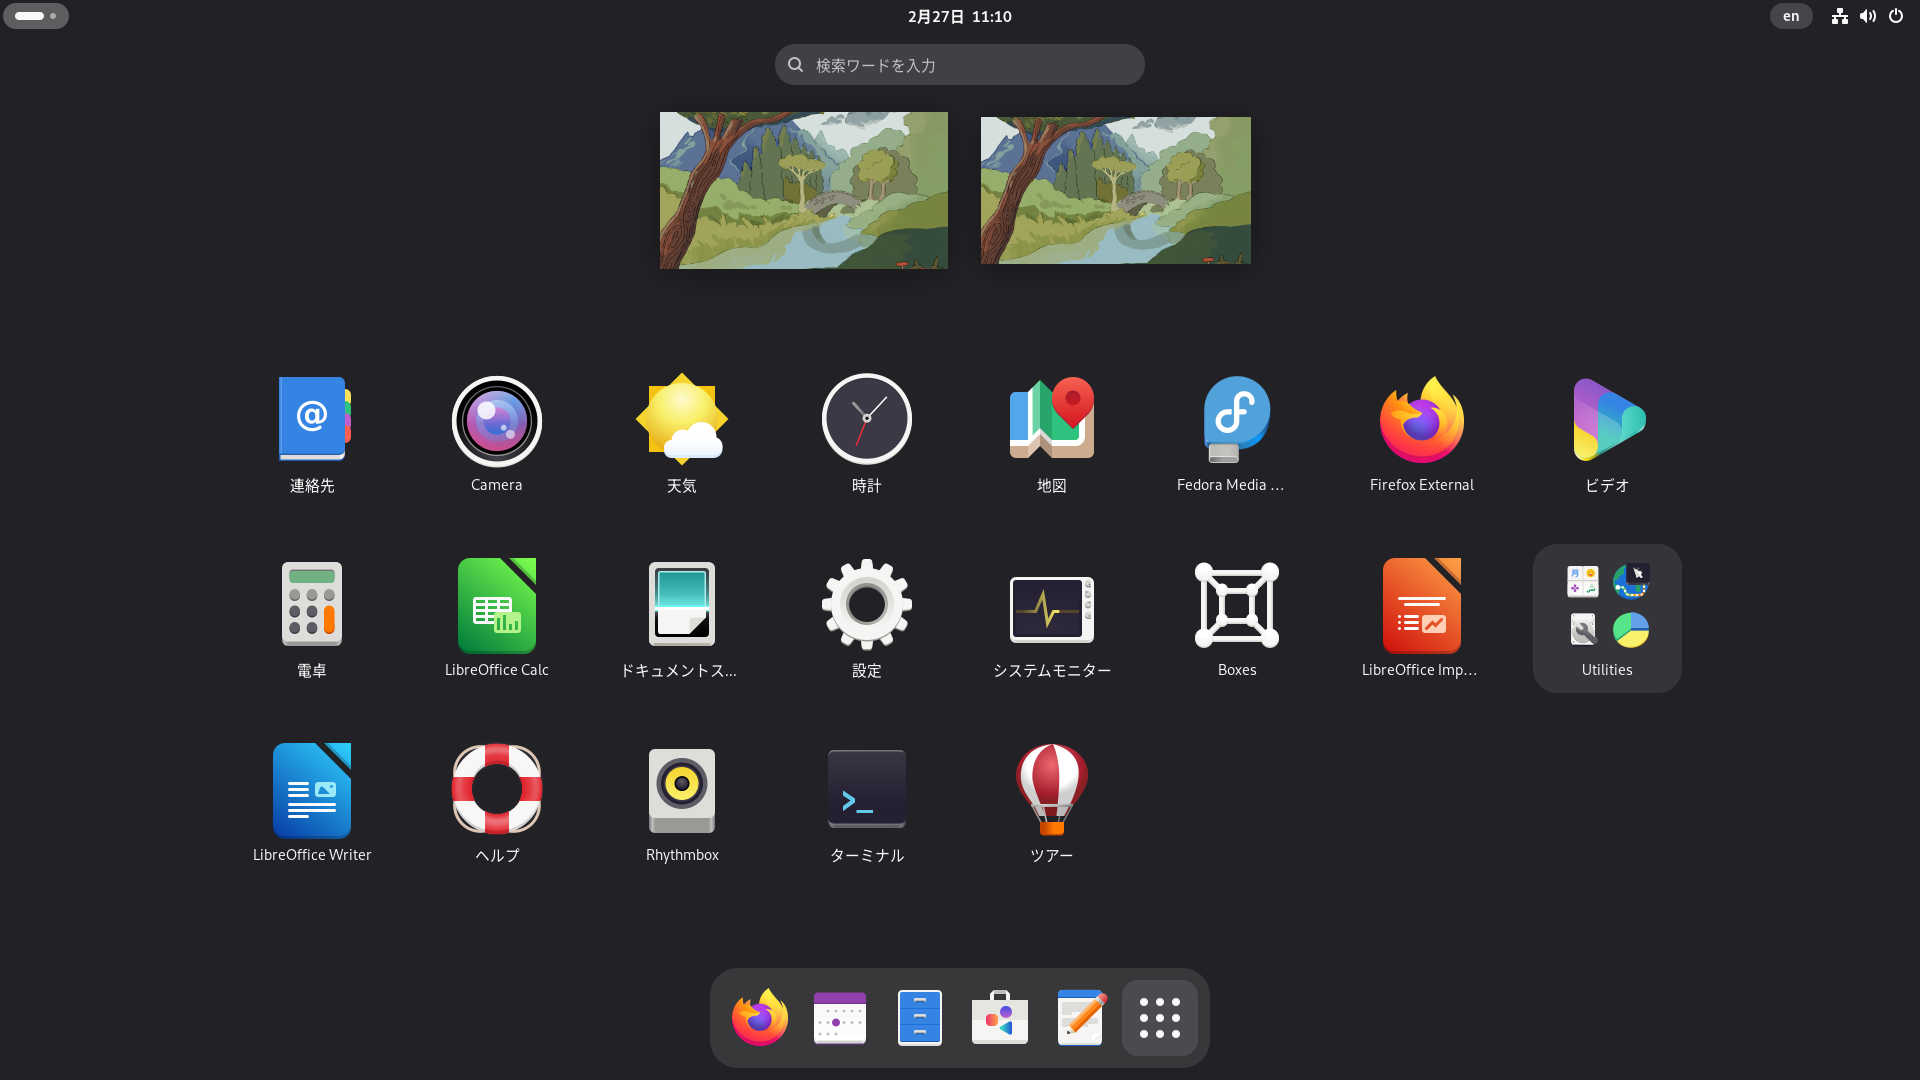 2月27日 11:10
en
検索ワードを入力
連絡先
Camera
天気
時計
地図
Fedora Media ...
Firefox External
ビデオ
電卓
LibreOffice Calc
ドキュメントス...
設定
システムモニター
Boxes
LibreOffice Imp...
Utilities
LibreOffice Writer
ヘルプ
Rhythmbox
ターミナル
ツアー